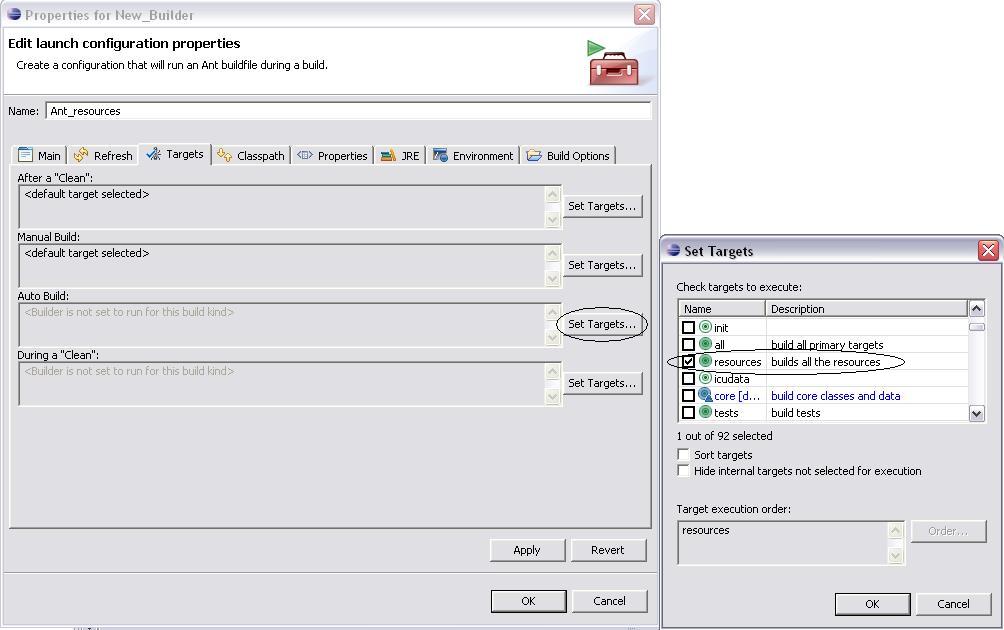 Properties for New_Builder
Edit launch configuration properties
Create a configuration that will run an Ant buildfile during a build.
Name: Ant_resources
Main Refresh Targets Classpath Properties JRE Environment Build Options
After a "Clean":
<default target selected>
Set Targets...
Manual Build:
<default target selected>
Set Targets...
Auto Build:
<Builder is not set to run for this build kind>
Set Targets...
During a "Clean":
<Builder is not set to run for this build kind>
Set Targets...
Apply Revert
OK Cancel
Set Targets
Check targets to execute:
Name Description
init
all build all primary targets
resources builds all the resources
icudata
core [d... build core classes and data
tests build tests
1 out of 92 selected
Sort targets
Hide internal targets not selected for execution
Target execution order:
resources
Order...
OK Cancel